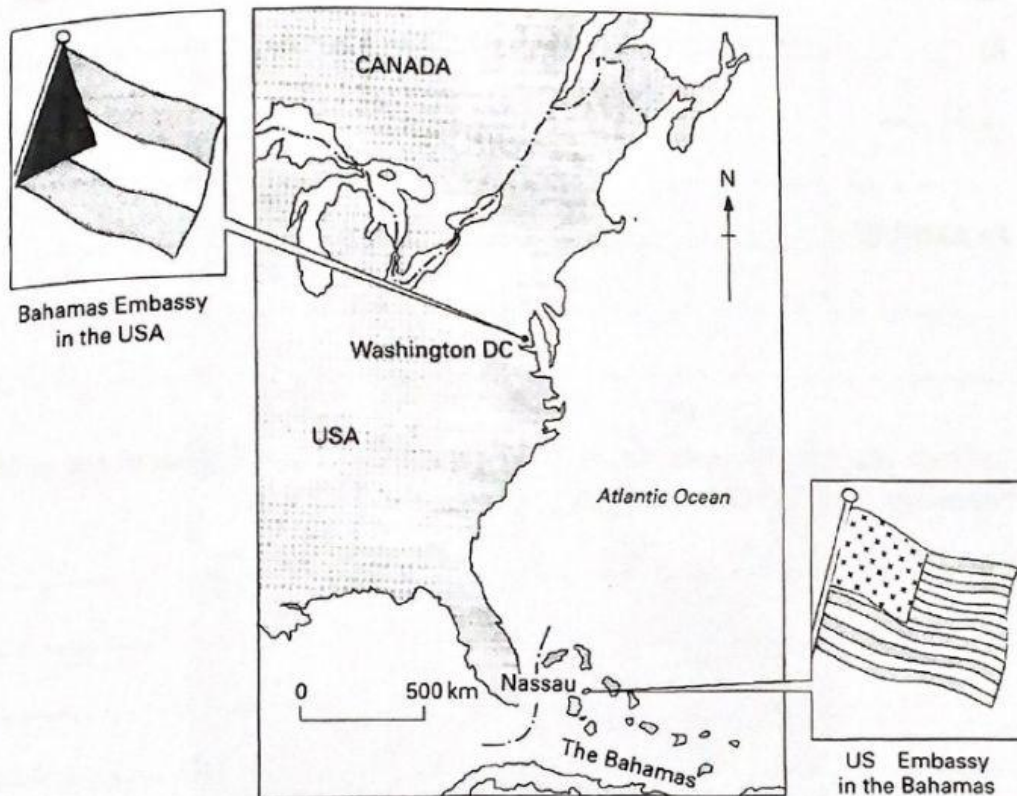 CANADA
N
Bahamas Embassy
in the USA
Washington DC
USA
Atlantic Ocean
0 500 km
Nassau
The Bahamas
US Embassy
in the Bahamas